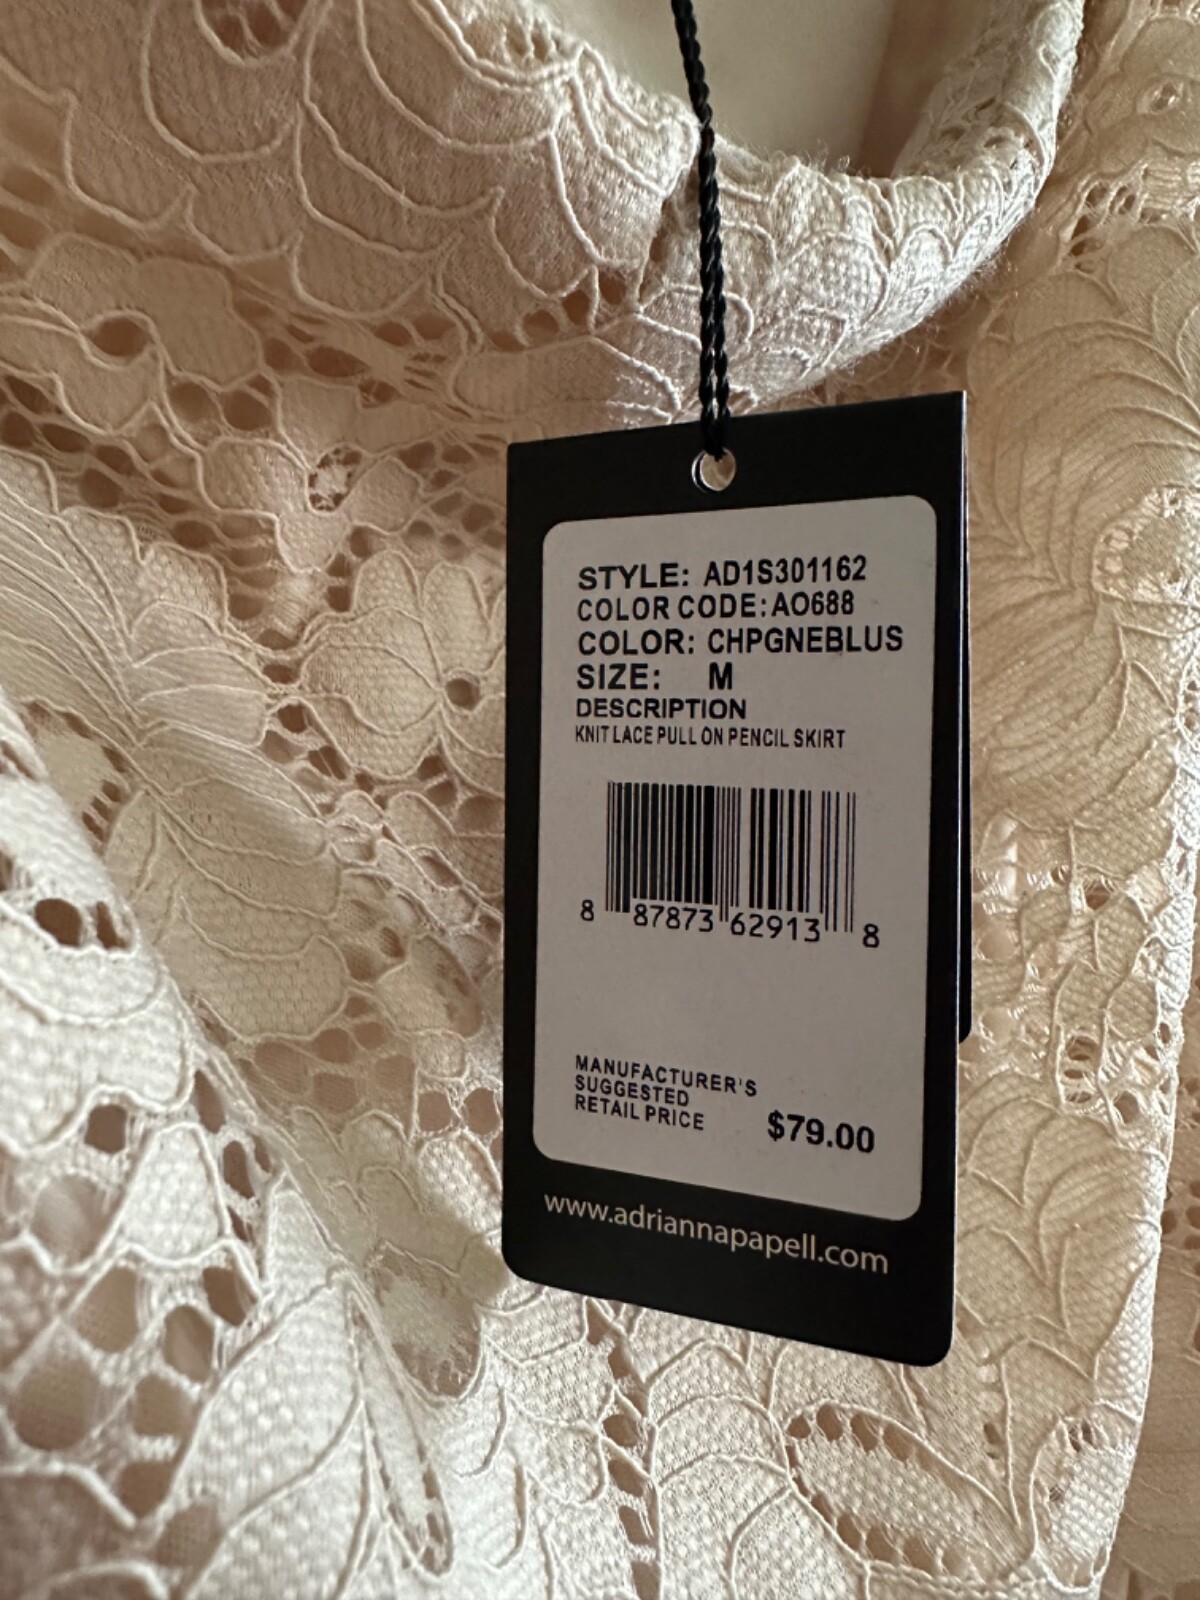 STYLE: AD1S301162
COLOR CODE: AO688
COLOR: CHPGNEBLUS
SIZE: M
DESCRIPTION
KNIT LACE PULL ON PENCIL SKIRT
8 87873 62913 8
MANUFACTURER'S
SUGGESTED
RETAIL PRICE $79.00
www.adriannapapell.com